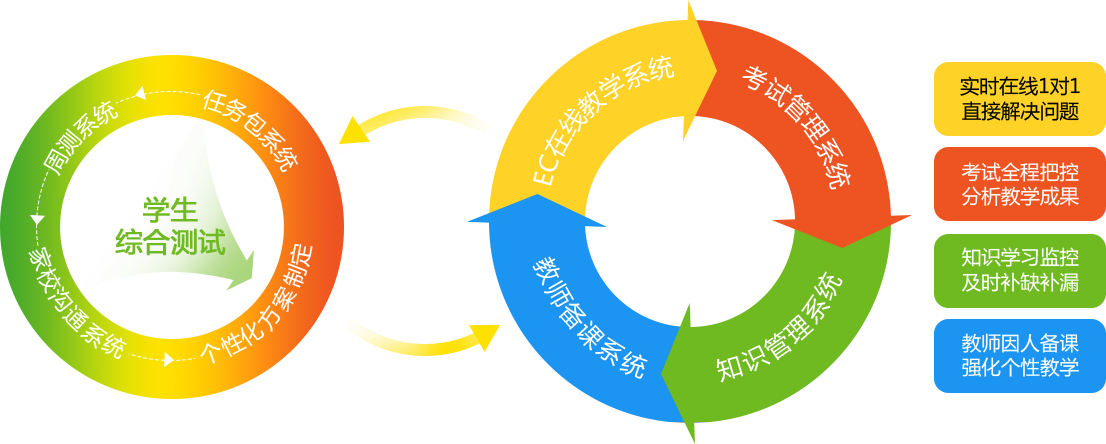 周测系统
任务包系统
家校沟通系统
个性化方案制定
学生
综合测试
EC在线教学系统
考试管理系统
知识管理系统
教师备课系统
实时在线1对1
直接解决问题
考试全程把控
分析教学成果
知识学习监控
及时补缺补漏
教师因人备课
强化个性教学